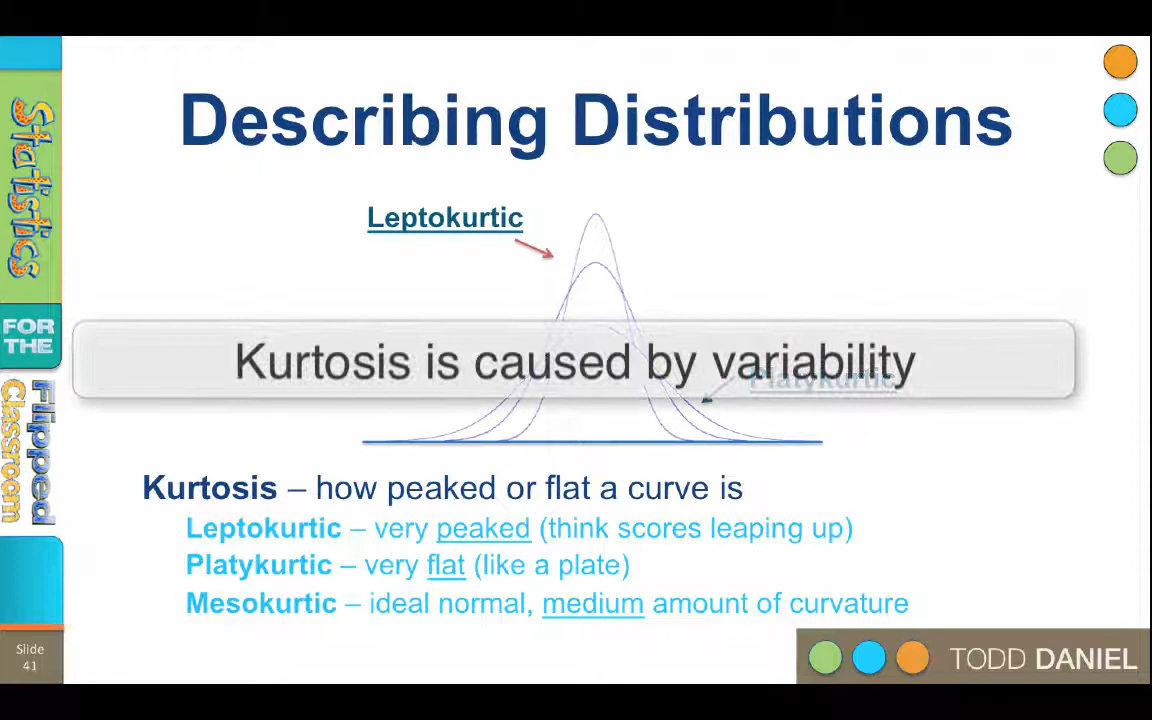 Describing Distributions
Leptokurtic
Kurtosis is caused by variability
Platykurtic
Kurtosis – how peaked or flat a curve is
Leptokurtic – very peaked (think scores leaping up)
Platykurtic – very flat (like a plate)
Mesokurtic – ideal normal, medium amount of curvature
Statistics
FOR
THE
Flipped
Classroom
Slide
41
TODD DANIEL